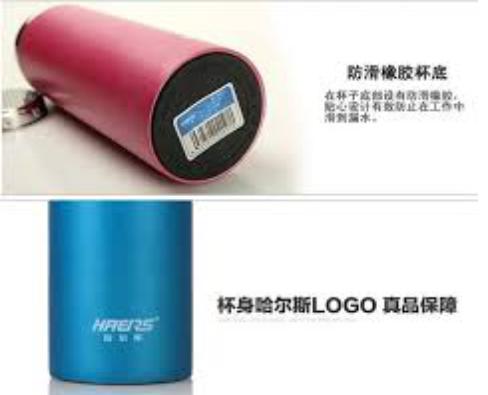 防滑橡胶杯底
在杯子底部设有防滑橡胶,
贴心设计有效防止在工作中
滑到漏水。
HAERS
杯身哈尔斯LOGO 真品保障
HAERS
哈尔斯